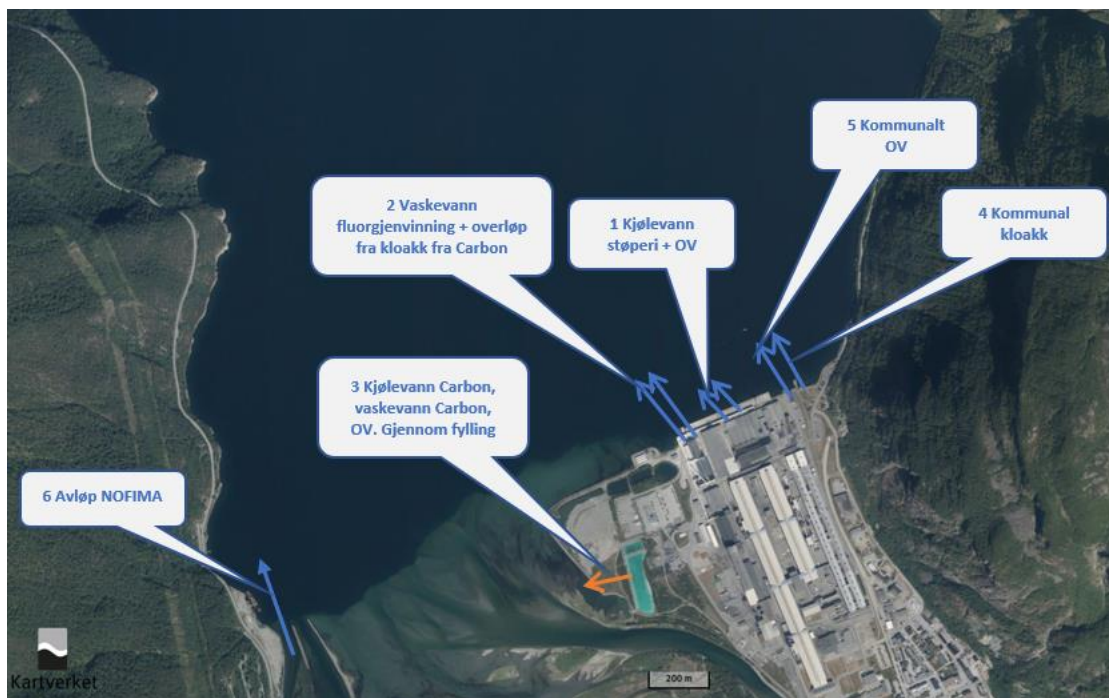 5 Kommunalt
OV
2 Vaskevann
fluorgjenvinning + overløp
fra kloakk fra Carbon
1 Kjølevann
støperi + OV
4 Kommunal
kloakk
3 Kjølevann Carbon,
vaskevann Carbon,
OV. Gjennom fylling
6 Avløp NOFIMA
Kartverket
200 m